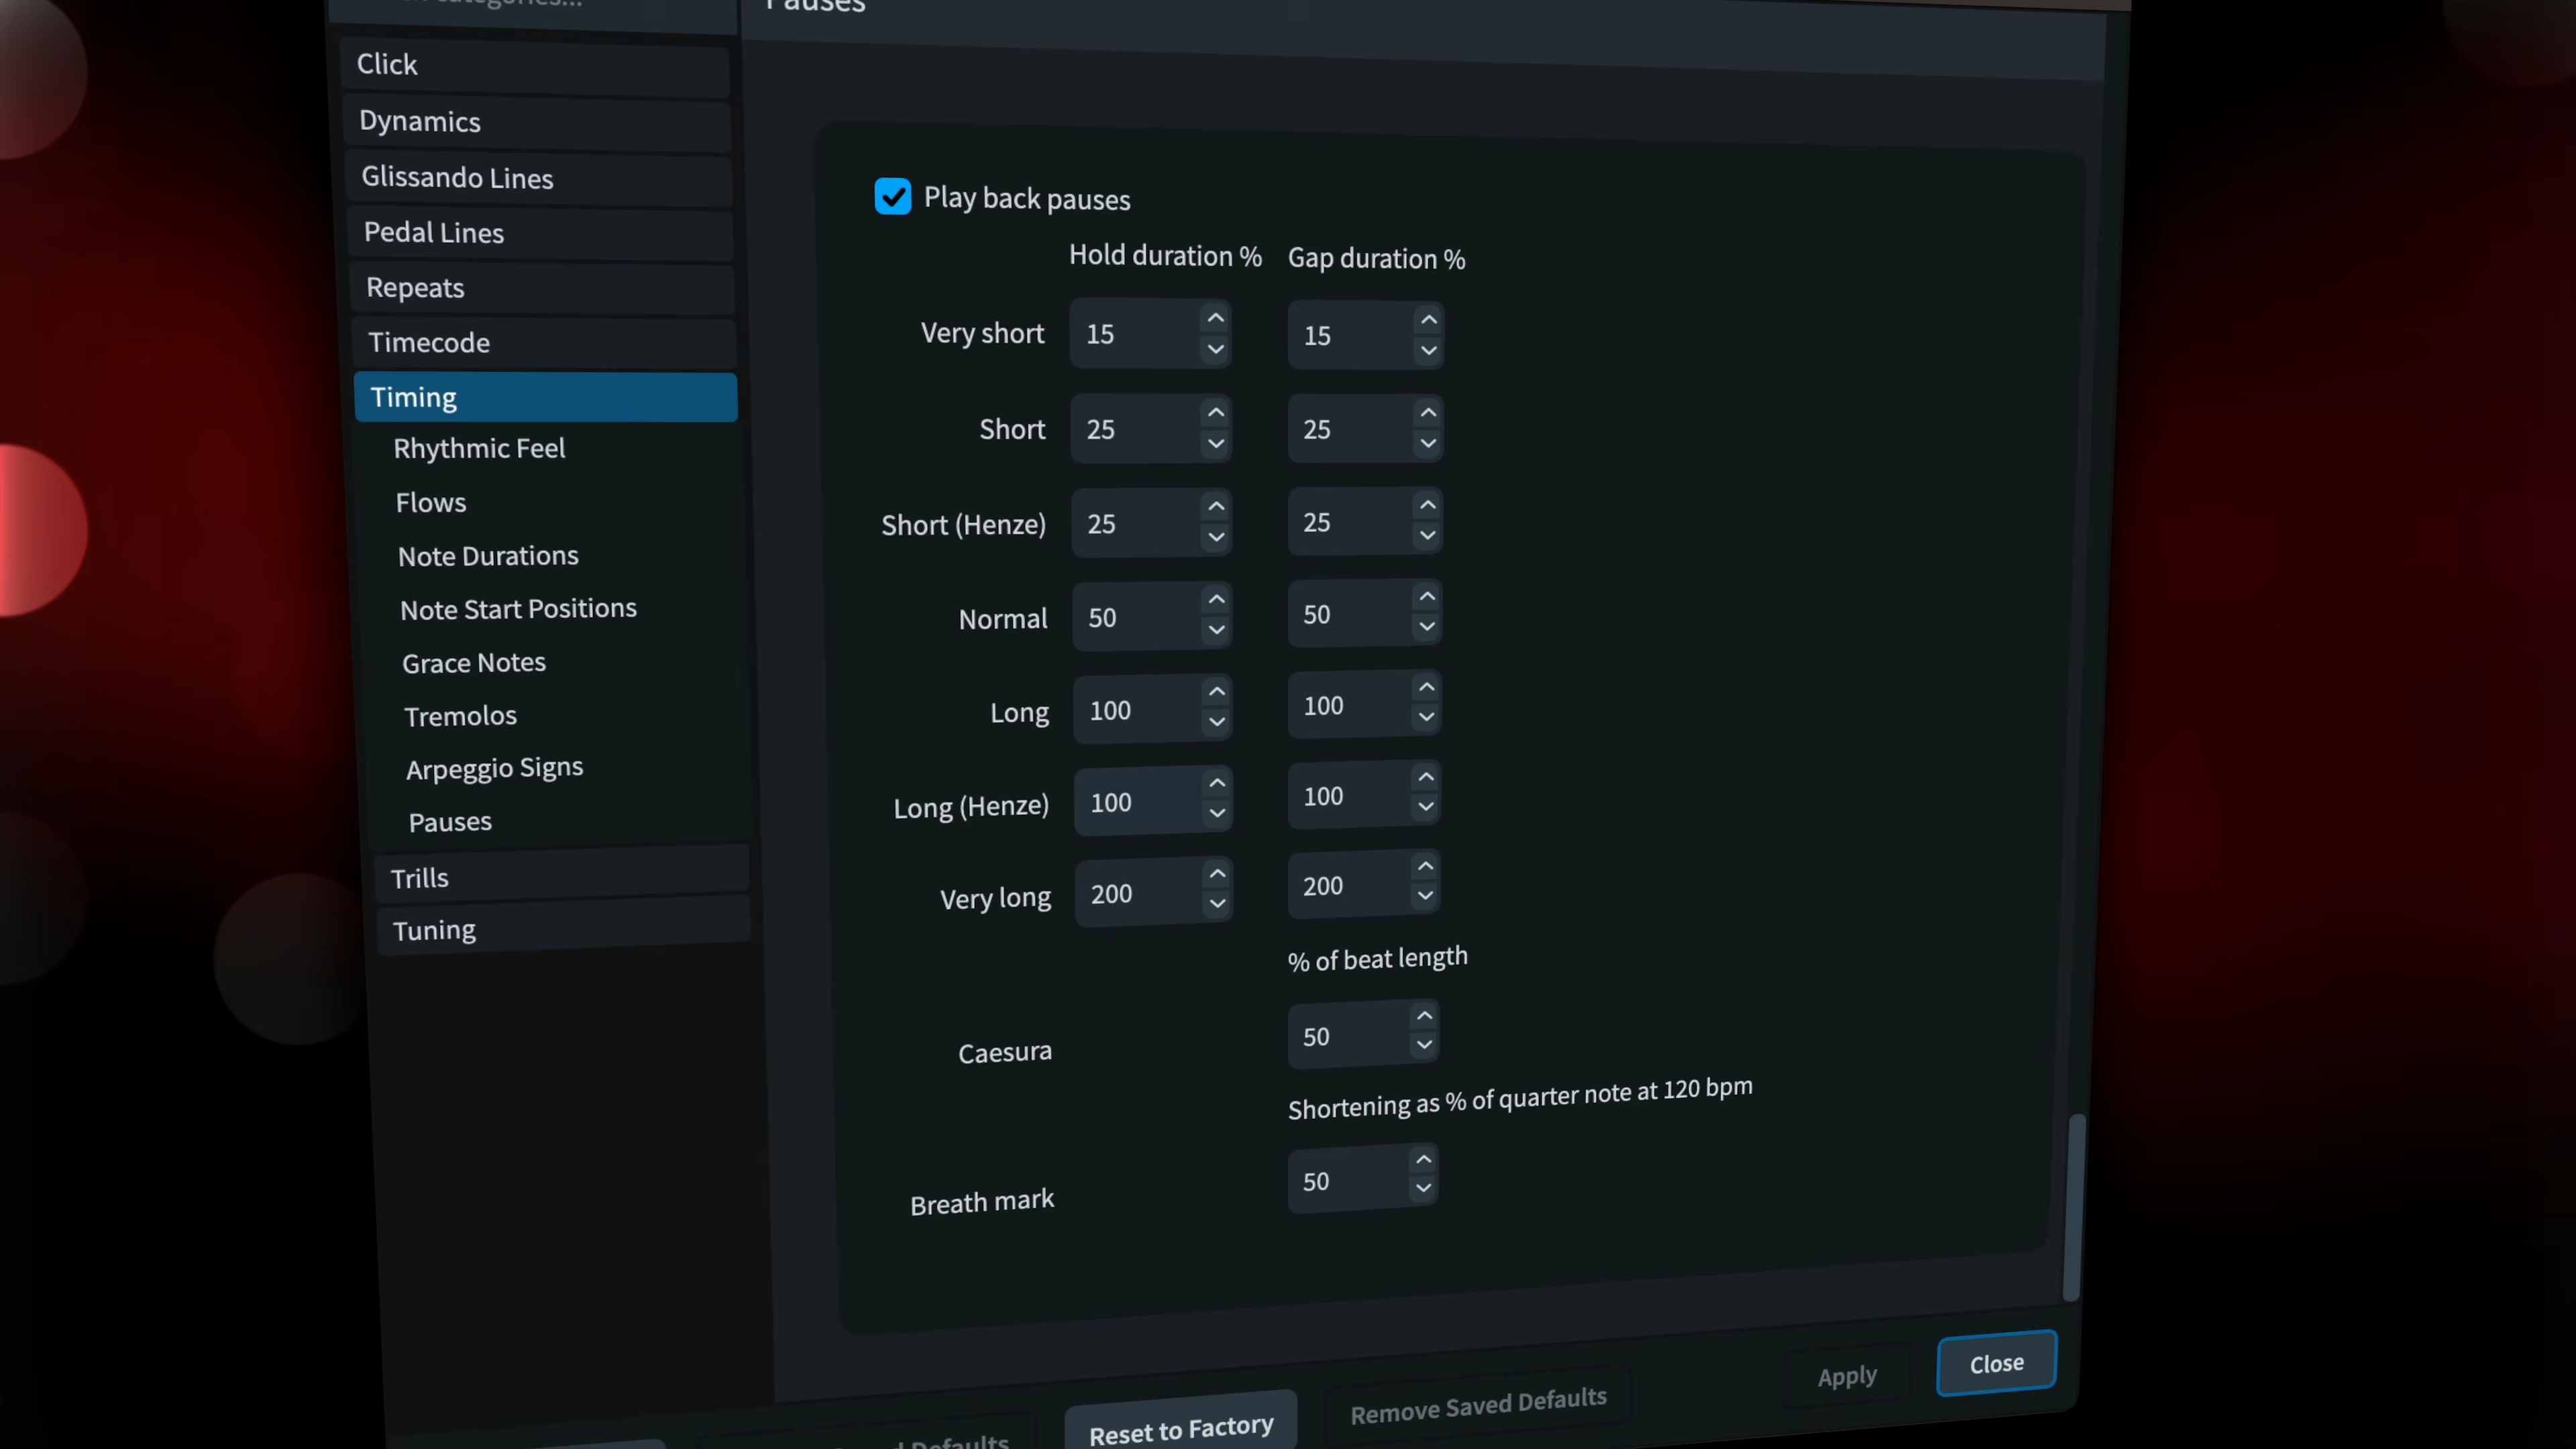 categories...
Pauses
Click
Dynamics
Glissando Lines
Pedal Lines
Repeats
Timecode
Timing
Rhythmic Feel
Flows
Note Durations
Note Start Positions
Grace Notes
Tremolos
Arpeggio Signs
Pauses
Trills
Tuning
Play back pauses
Hold duration % Gap duration %
Very short 15 15
Short 25 25
Short (Henze) 25 25
Normal 50 50
Long 100 100
Long (Henze) 100 100
Very long 200 200
% of beat length
Caesura 50
Shortening as % of quarter note at 120 bpm
Breath mark 50
Defaults Reset to Factory Remove Saved Defaults Apply Close